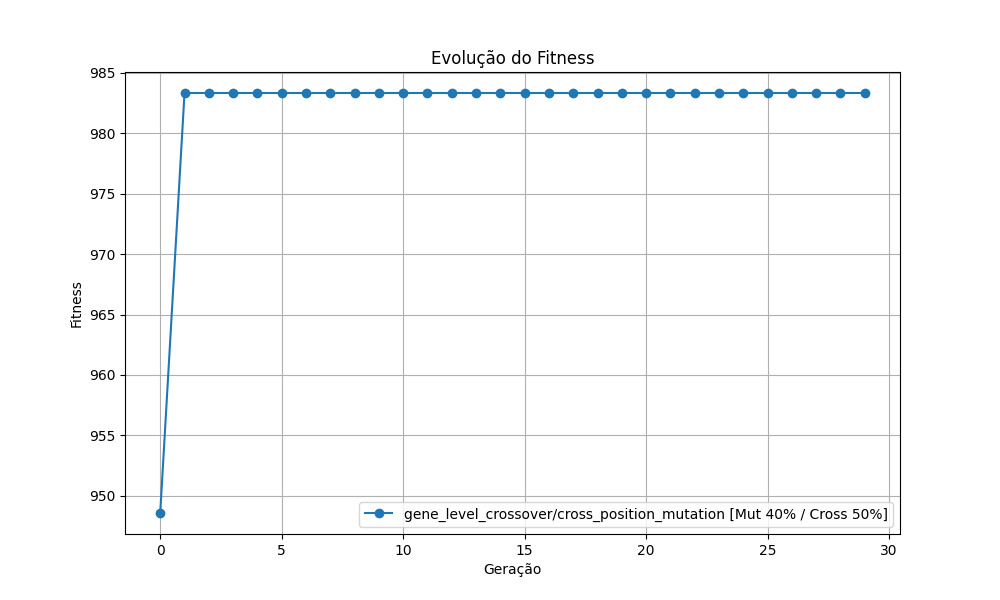 Evolução do Fitness
Fitness
985
980
975
970
965
960
955
950
gene_level_crossover/cross_position_mutation [Mut 40% / Cross 50%]
0 5 10 15 20 25 30
Geração